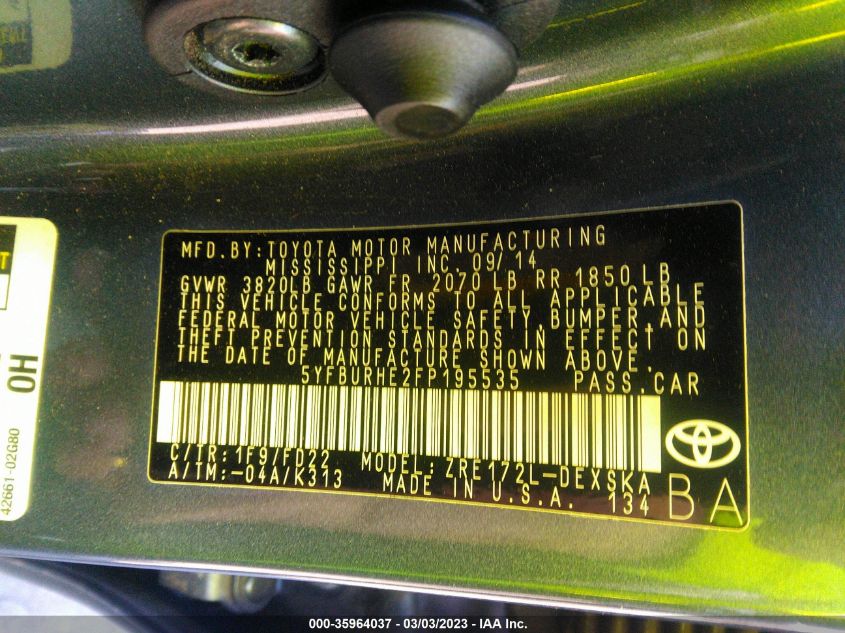 MFD.BY:TOYOTA MOTOR MANUFACTURING
MISSISSIPPI, INC. 09/14
GVWR 3820LB GAWR FR 2070 LB RR 1850 LB
THIS VEHICLE CONFORMS TO ALL APPLICABLE
FEDERAL MOTOR VEHICLE SAFETY,BUMPER,AND
THEFT PREVENTION STANDARDS IN EFFECT ON
THE DATE OF MANUFACTURE SHOWN ABOVE.
5YFBURHE2FP195535 PASS.CAR
C/TR:1F9/FD22 MODEL:ZRE172L-DEXSKA
A/TM:-04A/K313 MADE IN U.S.A. 134
BA
OH
42661-02G80
000-35964037 - 03/03/2023 - IAA Inc.